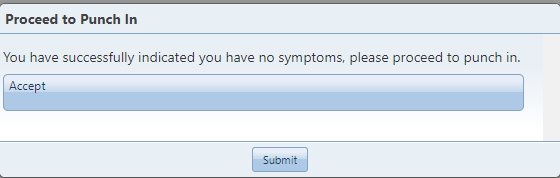 Proceed to Punch In
You have successfully indicated you have no symptoms, please proceed to punch in.
Accept
Submit